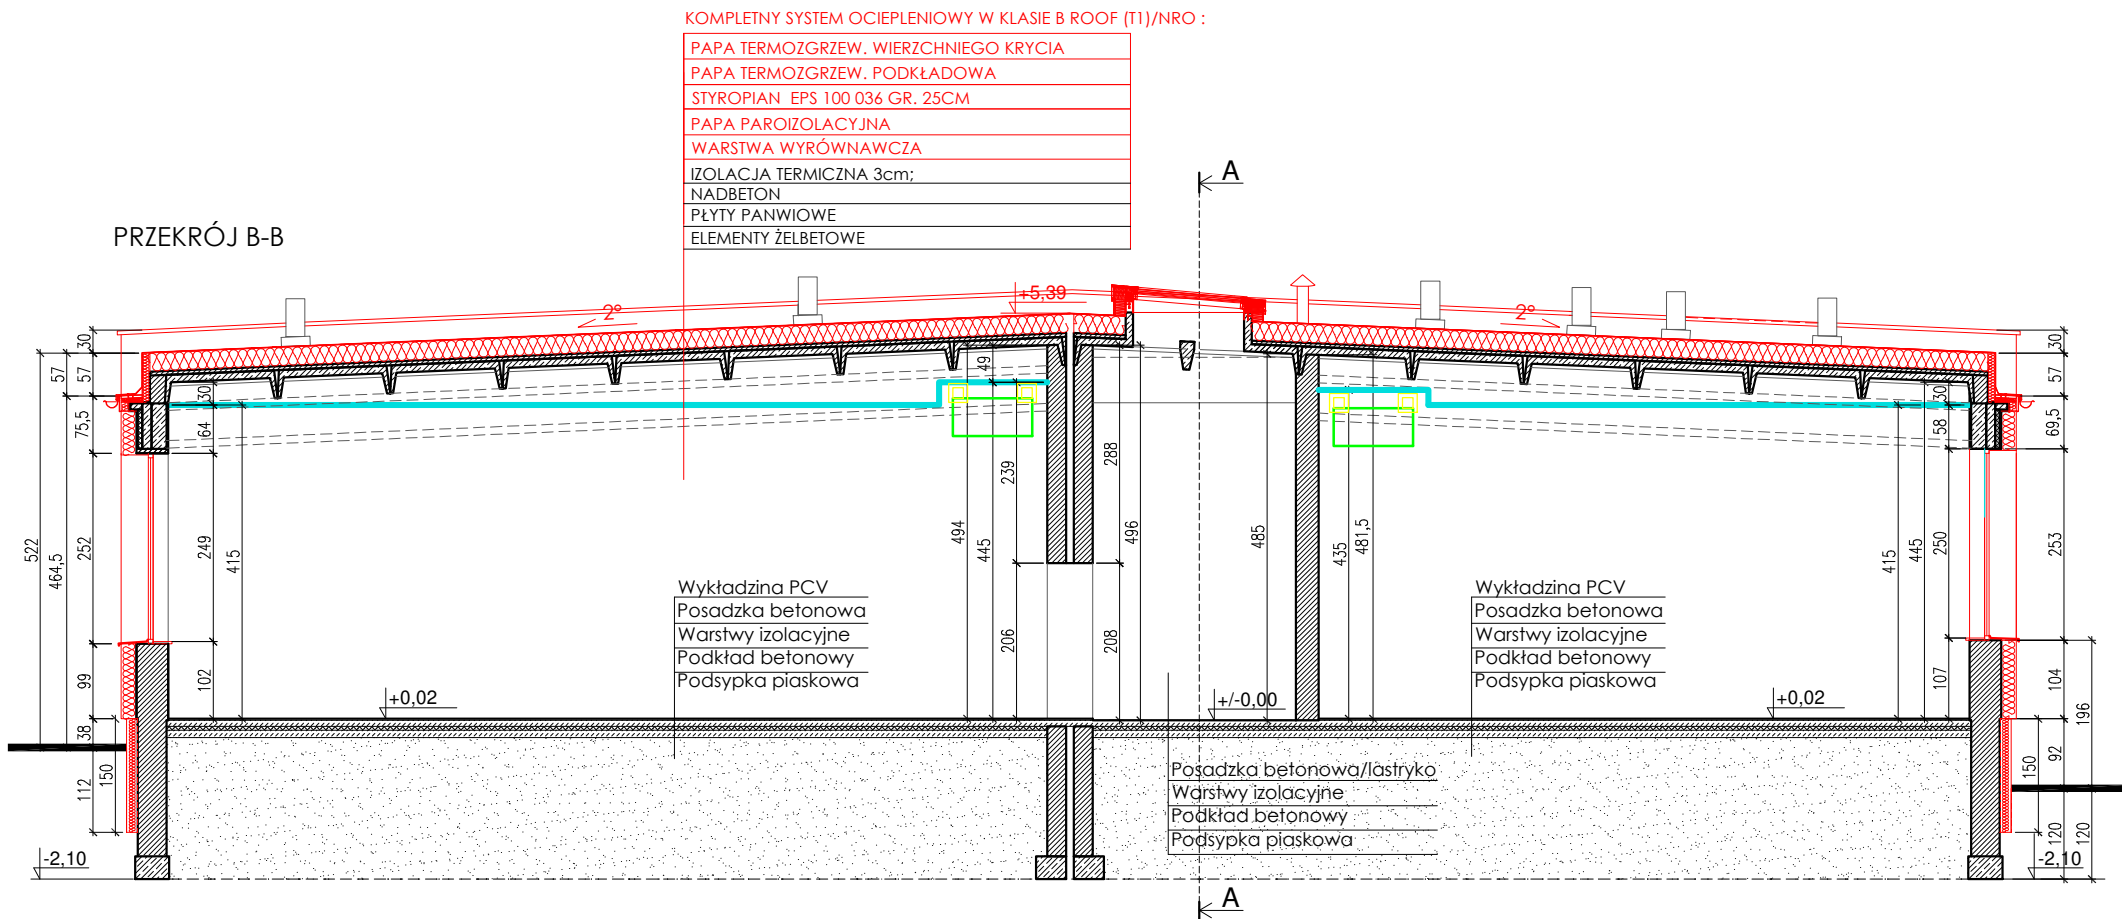 KOMPLETNY SYSTEM OCIEPLENIOWY W KLASIE B ROOF (T1)/NRO :
PAPA TERMOZGRZEW. WIERZCHNIEGO KRYCIA
PAPA TERMOZGRZEW. PODKŁADOWA
STYROPIAN EPS 100 036 GR. 25CM
PAPA PAROIZOLACYJNA
WARSTWA WYRÓWNAWCZA
IZOLACJA TERMICZNA 3cm;
NADBETON
PŁYTY PANWIOWE
ELEMENTY ŻELBETOWE
A
PRZEKRÓJ B-B
+5,39
2°
2°
30
57
57
75,5
30
64
49
30
57
30
58
69,5
522
464,5
252
249
415
494
445
239
288
496
485
435
481,5
415
445
250
253
99
102
206
208
107
104
196
38
112
150
150
92
120
120
Wykładzina PCV
Posadzka betonowa
Warstwy izolacyjne
Podkład betonowy
Podsypka piaskowa
Wykładzina PCV
Posadzka betonowa
Warstwy izolacyjne
Podkład betonowy
Podsypka piaskowa
+0,02
+/-0,00
+0,02
Posadzka betonowa/lastryko
Warstwy izolacyjne
Podkład betonowy
Podsypka piaskowa
-2,10
-2,10
A